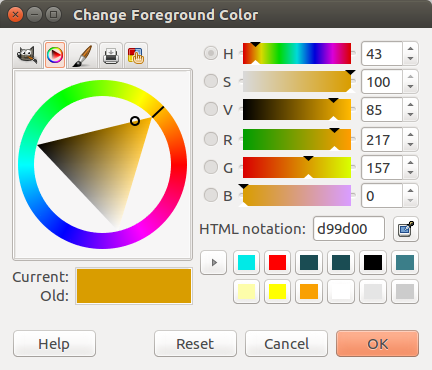 Change Foreground Color
H 43
S 100
V 85
R 217
G 157
B 0
HTML notation: d99d00
Current:
Old:
Help Reset Cancel OK